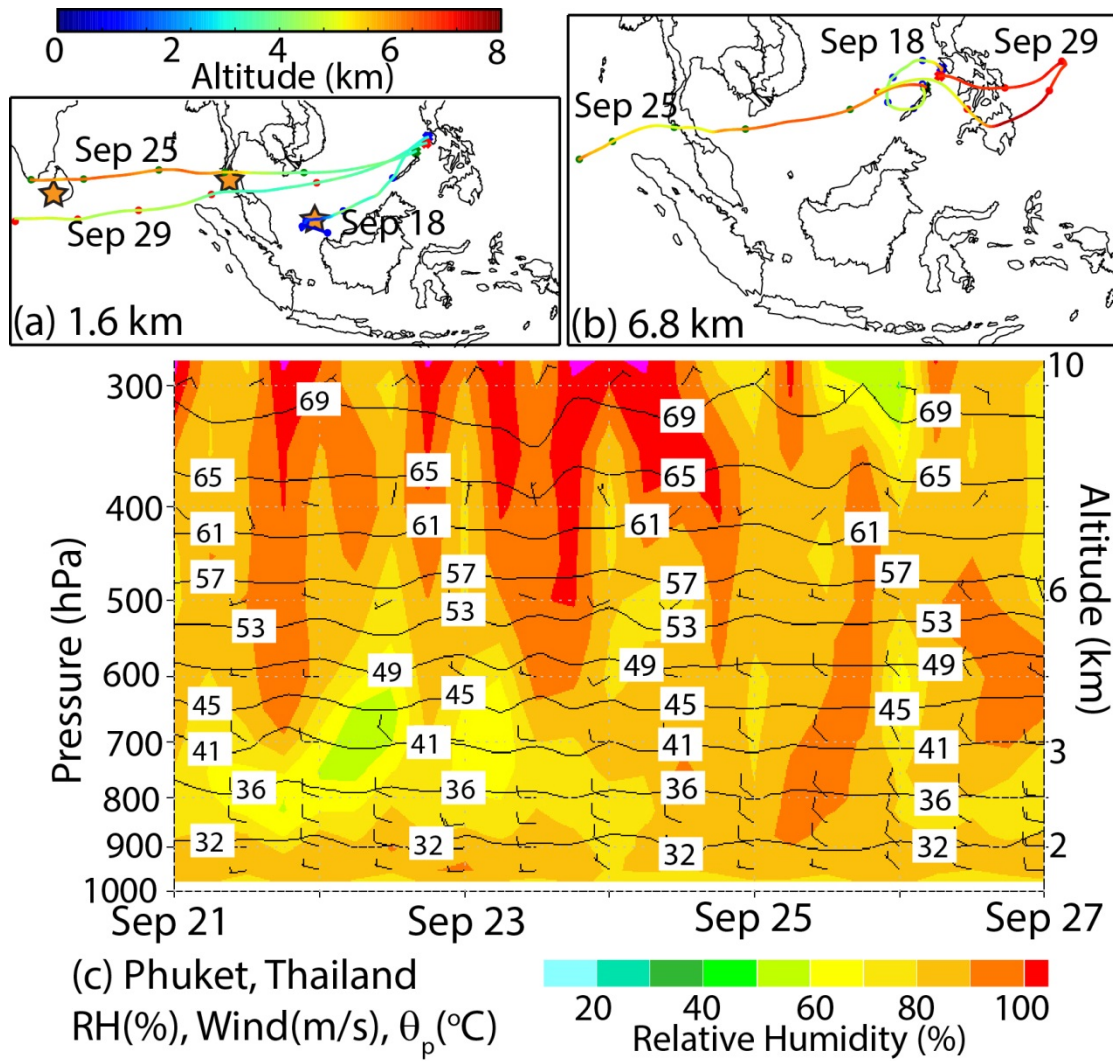 0 2 4 6 8
Altitude (km)
Sep 25
Sep 29
Sep 18
(a) 1.6 km
Sep 18 Sep 29
Sep 25
(b) 6.8 km
300 10
69 69 69
65 65 65 65
400
61 61 61 61
57 57 57
500 6
53 53 53 53
600 49 49 49
45 45 45 45
700 41 41 41 41 3
800 36 36 36 36
900 32 32 32 32 2
1000
Pressure (hPa)
Altitude (km)
Sep 21 Sep 23 Sep 25 Sep 27
(c) Phuket, Thailand
RH(%), Wind(m/s), θp(°C)
20 40 60 80 100
Relative Humidity (%)